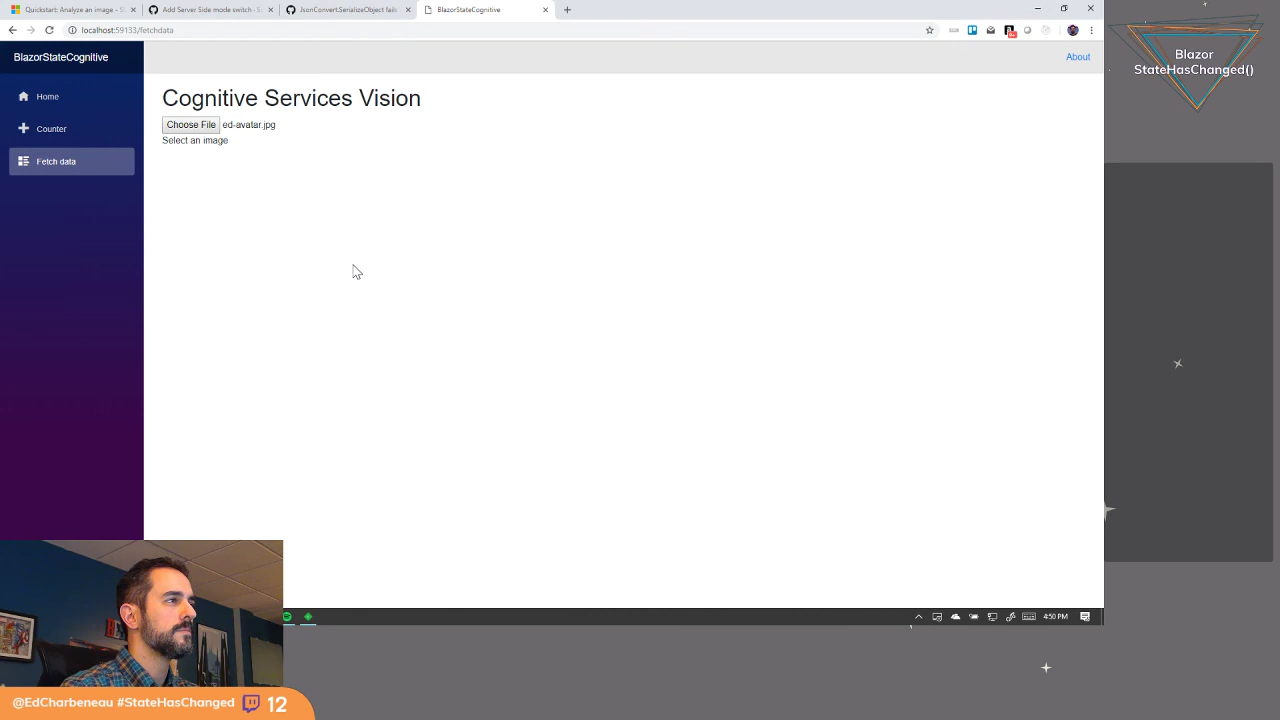 Quickstart: Analyze an image - S
Add Server Side mode switch · S
JsonConvert.SerializeObject fails
BlazorStateCognitive
localhost:59133/fetchdata
BlazorStateCognitive
About
Home
Counter
Fetch data
Cognitive Services Vision
Choose File ed-avatar.jpg
Select an image
Blazor
StateHasChanged()
4:50 PM
@EdCharbeneau #StateHasChanged 12